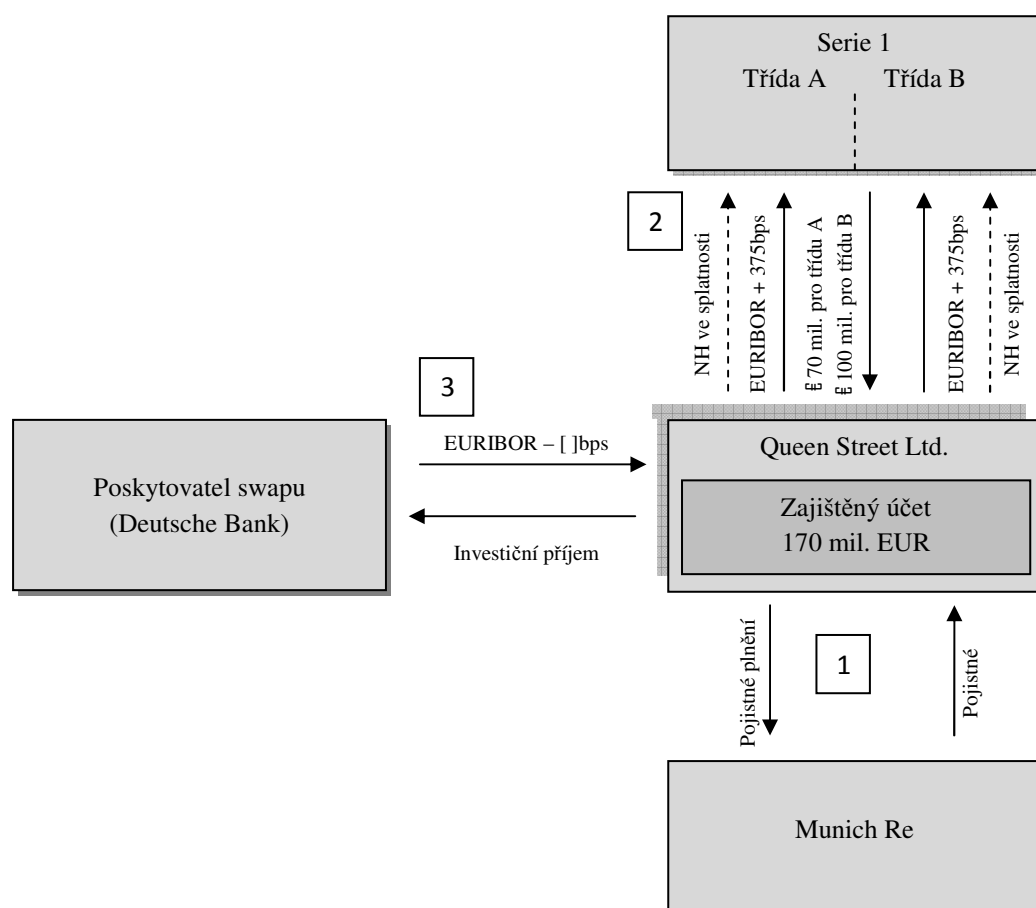 Serie 1
Třída A
Třída B
2
NH ve splatnosti
EURIBOR + 375bps
₤ 70 mil. pro třídu A
₤ 100 mil. pro třídu B
EURIBOR + 375bps
NH ve splatnosti
3
EURIBOR – [ ]bps
Poskytovatel swapu
(Deutsche Bank)
Investiční příjem
Queen Street Ltd.
Zajištěný účet
170 mil. EUR
Pojistné plnění
1
Pojistné
Munich Re